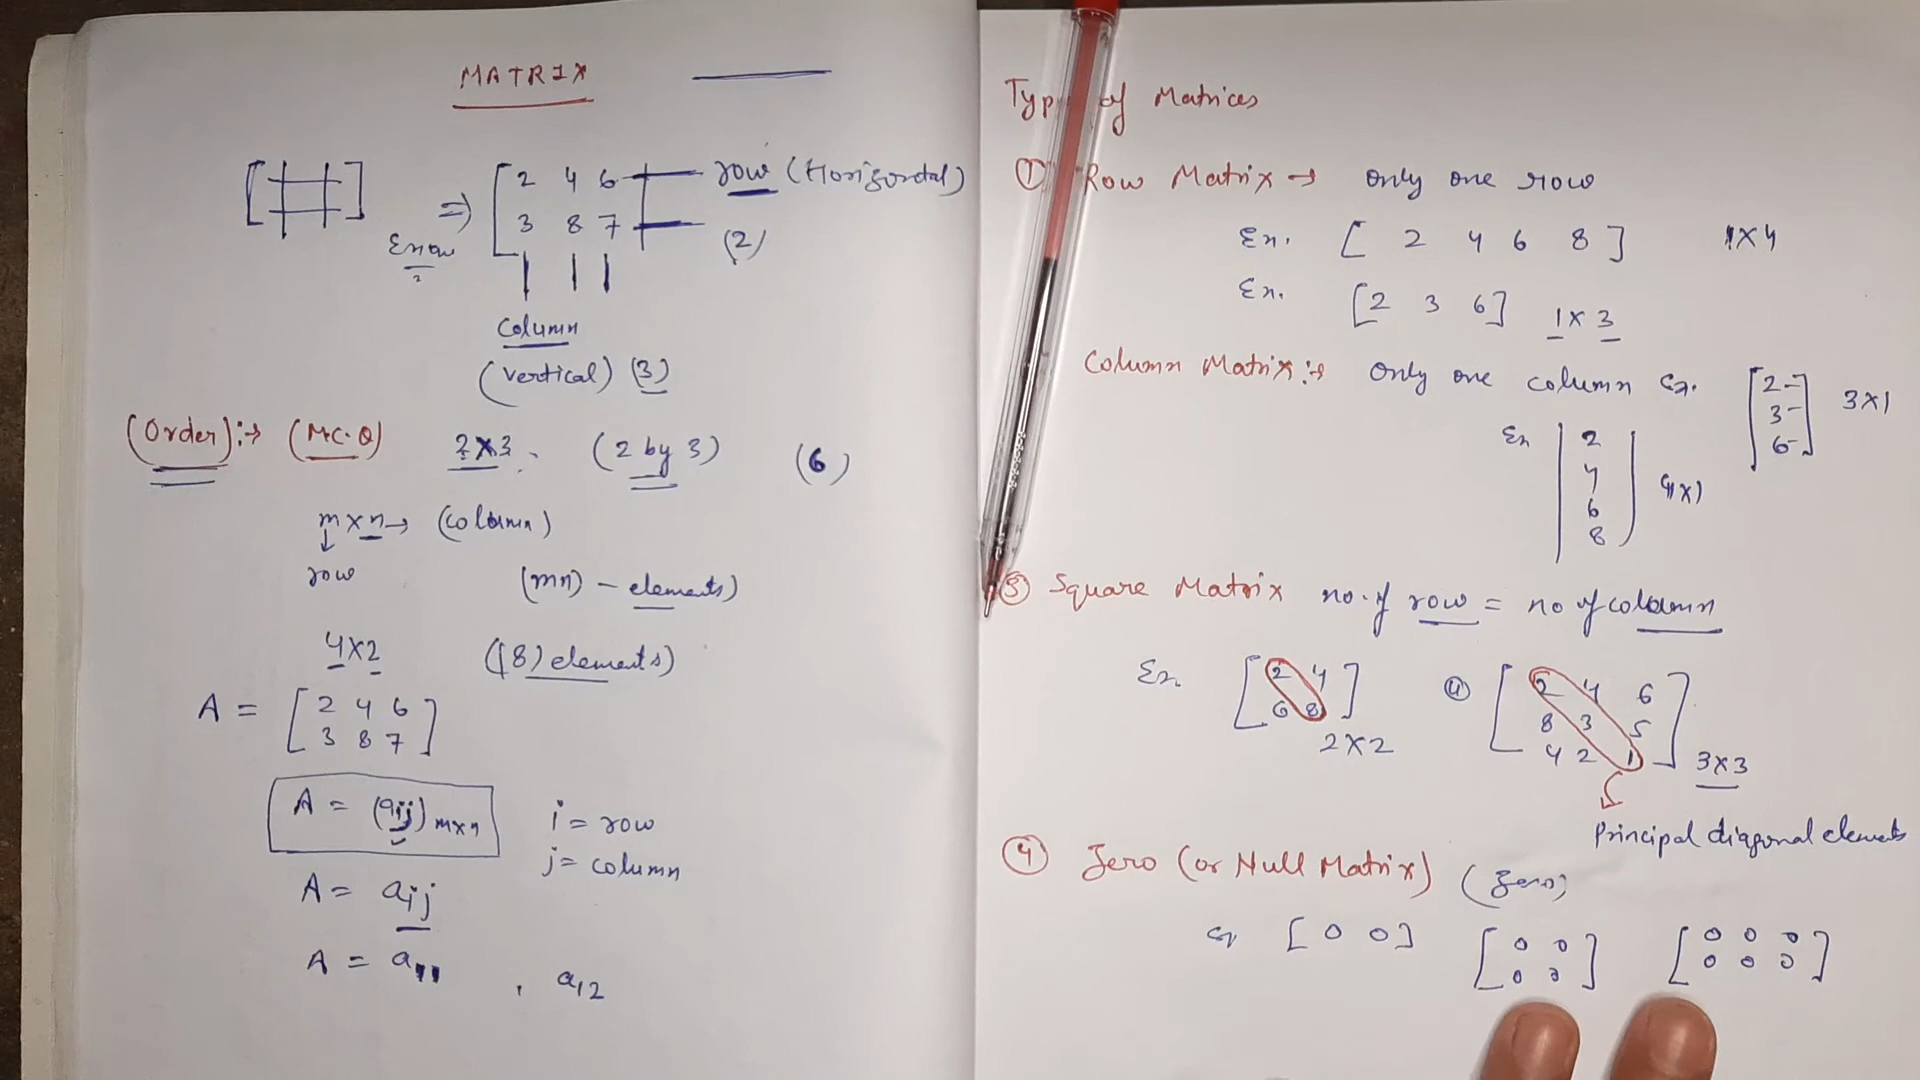 MATRIX
[2 4 6 row (Horizontal)
⇒ 3 8 7 (2)
Column
(vertical) (3)
(Order):→ (M.C.Q) 2×3 (2 by 3) (6)
m×n→ (column)
row
(mn) - elements)
4×2 ((8) elements)
A = [2 4 6]
3 8 7
A = (aij) m×n i = row
j = column
A = aij
A = a11 , a12
of Matrices
① Row Matrix → only one row
Ex. [ 2 4 6 8 ] 1×4
Ex. [2 3 6] 1×3
Column Matrix:→ Only one column Ex. [2 3×1
3
6]
Ex 2 4×1
4
6
8
③ Square Matrix no. of row = no of column
Ex. [2 4] ④ [2 4 6]
6 8 8 3 5
2×2 4 2 1 3×3
Principal diagonal elements
④ Zero (or Null Matrix) (zero)
[0 0] [0 0 [0 0 0
0 0] 0 0 0]